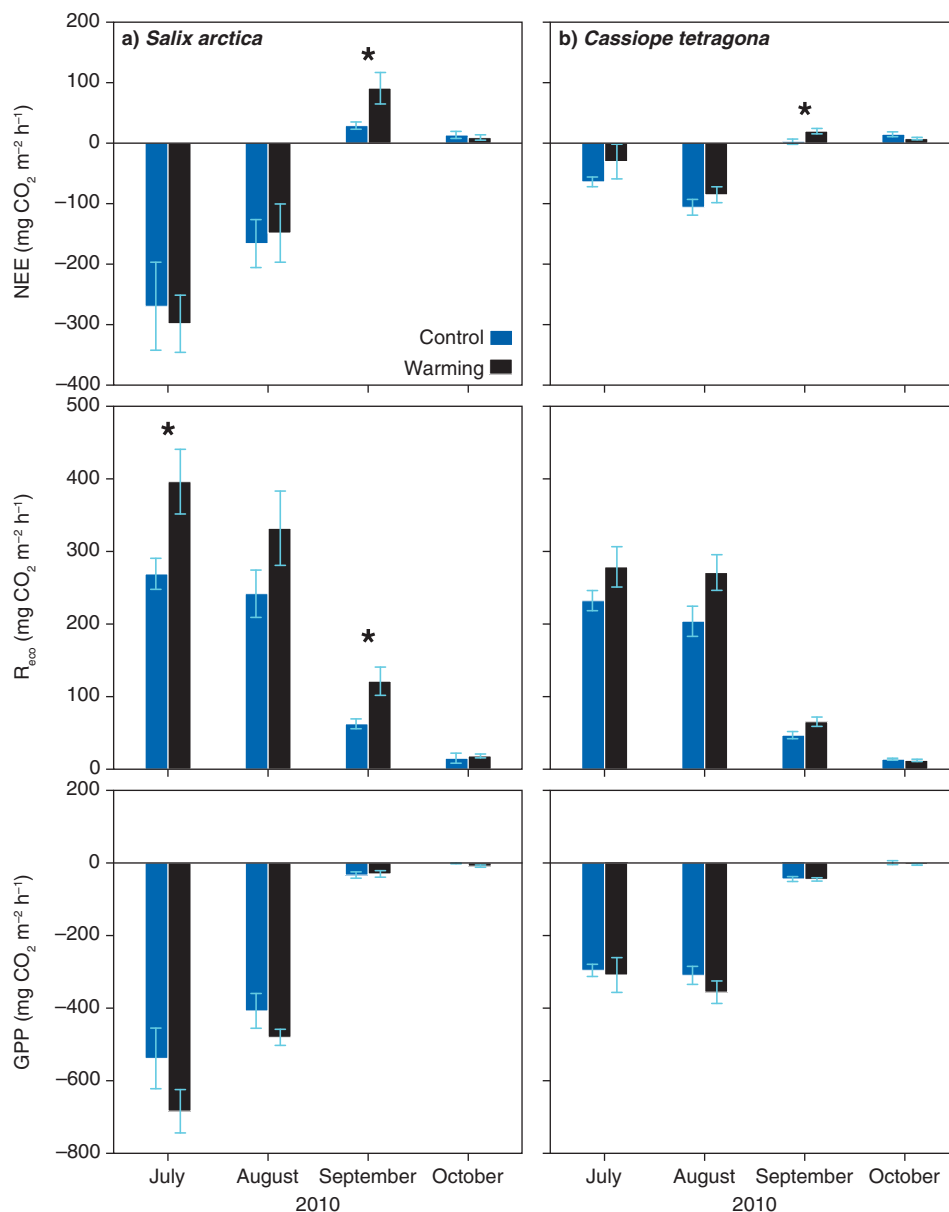 a) Salix arctica
b) Cassiope tetragona
200
100
0
−100
−200
−300
−400
NEE (mg CO₂ m⁻² h⁻¹)
*
*
Control
Warming
500
400
300
200
100
0
R_eco (mg CO₂ m⁻² h⁻¹)
*
*
200
0
−200
−400
−600
−800
GPP (mg CO₂ m⁻² h⁻¹)
July August September October
2010
July August September October
2010